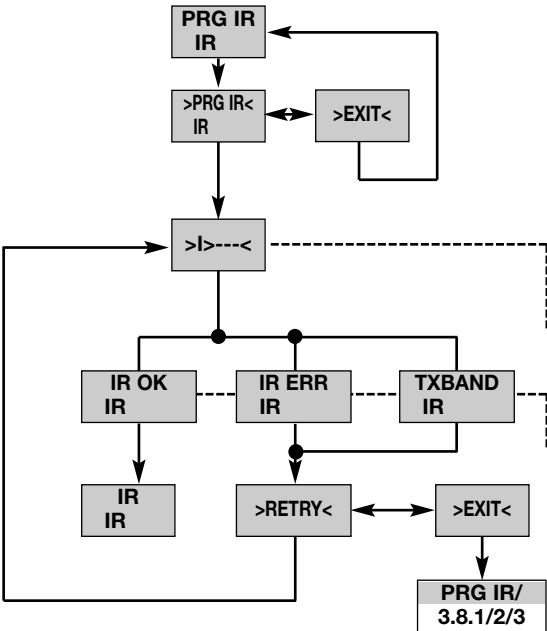 PRG IR
IR
>PRG IR<
IR
>EXIT<
>I>---<
IR OK
IR
IR ERR
IR
TXBAND
IR
IR
IR
>RETRY<
>EXIT<
PRG IR/
3.8.1/2/3